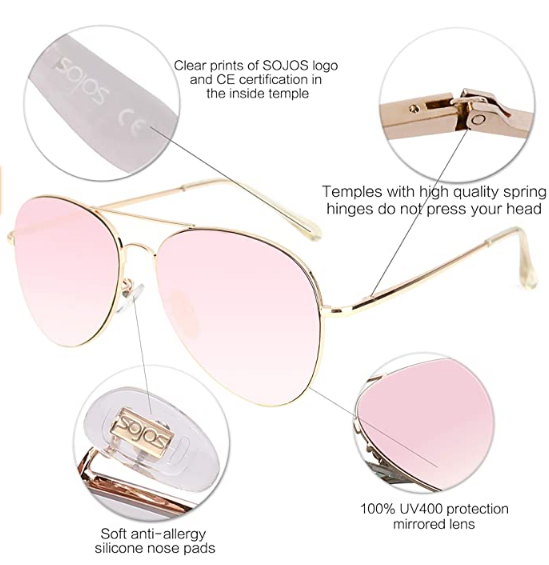 SOJOS CE
Clear prints of SOJOS logo
and CE certification in
the inside temple
Temples with high quality spring
hinges do not press your head
SOJOS
Soft anti-allergy
silicone nose pads
100% UV400 protection
mirrored lens